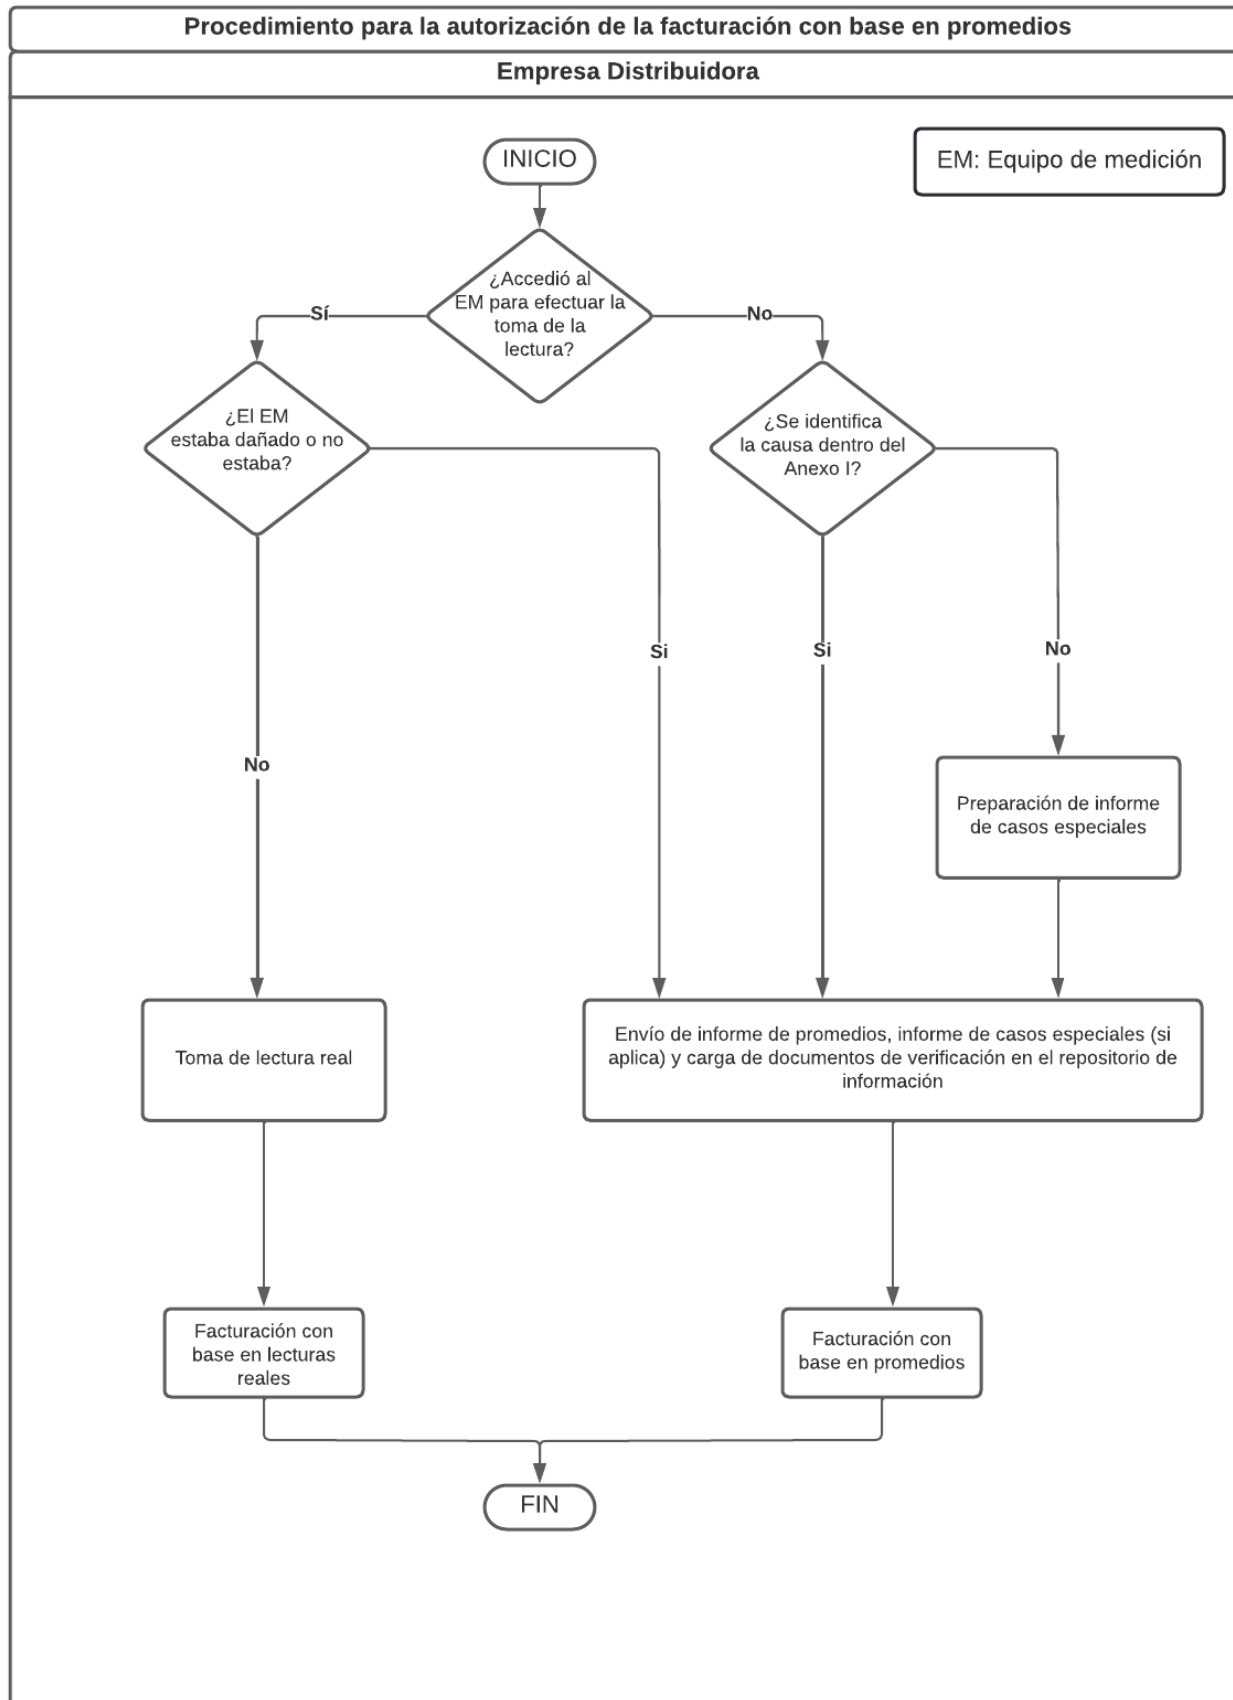 Procedimiento para la autorización de la facturación con base en promedios
Empresa Distribuidora
INICIO
EM: Equipo de medición
¿Accedió al
EM para efectuar la
toma de la
lectura?
Sí
No
¿El EM
estaba dañado o no
estaba?
¿Se identifica
la causa dentro del
Anexo I?
Si
Si
No
No
Preparación de informe
de casos especiales
Toma de lectura real
Envío de informe de promedios, informe de casos especiales (si
aplica) y carga de documentos de verificación en el repositorio de
información
Facturación con
base en lecturas
reales
Facturación con
base en promedios
FIN